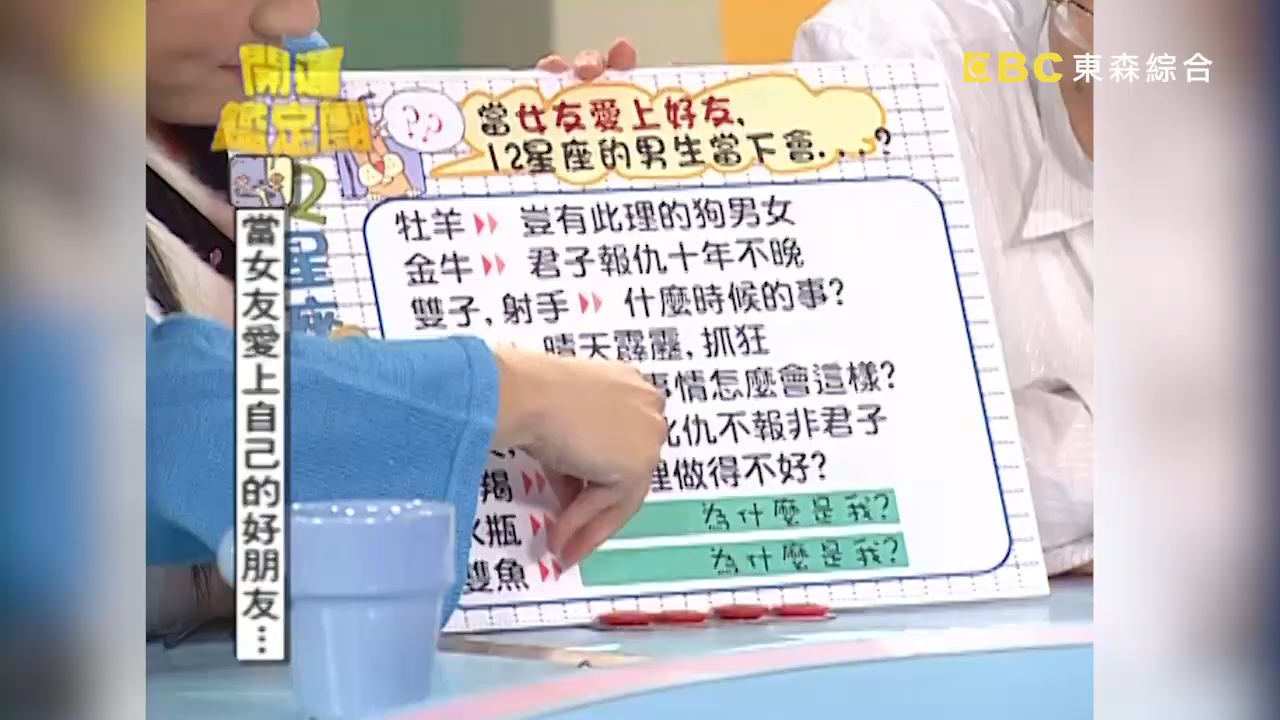 EBC 東森綜合
開運
鑑定團
??
當女友愛上好友,
12星座的男生當下會...?
2
星
座
當女友愛上自己的好朋友…
牡羊 豈有此理的狗男女
金牛 君子報仇十年不晚
雙子,射手 什麼時候的事?
晴天霹靂,抓狂
事情怎麼會這樣?
此仇不報非君子
羯 裡做得不好?
水瓶 為什麼是我?
雙魚 為什麼是我?